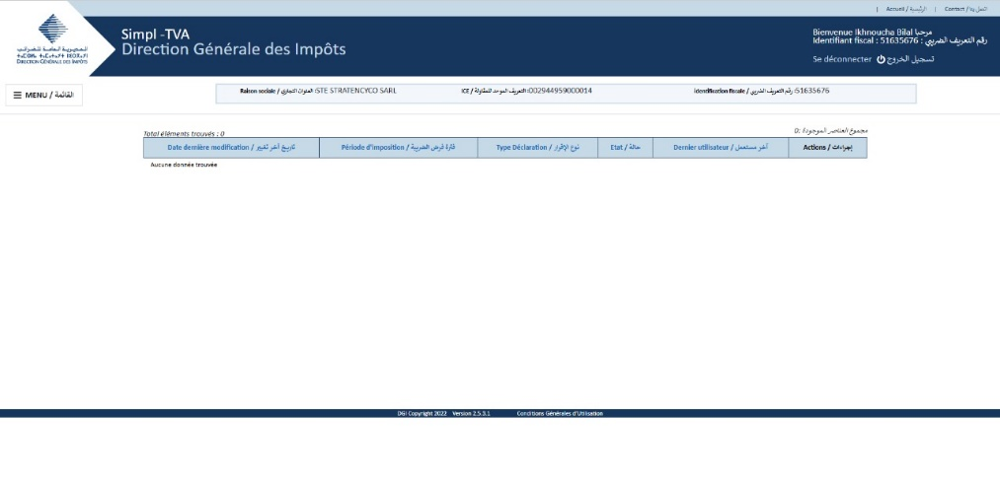 اتصل بنا / Contact | الرئيسية / Accueil |
Simpl -TVA
Direction Générale des Impôts
المديرية العامة للضرائب
DIRECTION GÉNÉRALE DES IMPÔTS
Bienvenue Ikhnoucha Bilal مرحبا
Identifiant fiscal : 51635676 : رقم التعريف الضريبي
Se déconnecter تسجيل الخروج
MENU / القائمة
Raison sociale / العنوان التجاري :STE STRATENCYCO SARL
ICE / التعريف الموحد للمقاولة :002944959000014
Identification fiscale / رقم التعريف الضريبي :51635676
Total éléments trouvés : 0
مجموع العناصر الموجودة :0
Date dernière modification / تاريخ آخر تغيير
Période d'imposition / فترة فرض الضريبة
Type Déclaration / نوع الإقرار
Etat / حالة
Dernier utilisateur / آخر مستعمل
Actions / إجراءات
Aucune donnée trouvée
DGI Copyright 2022 Version 2.5.3.1 Conditions Générales d'Utilisation